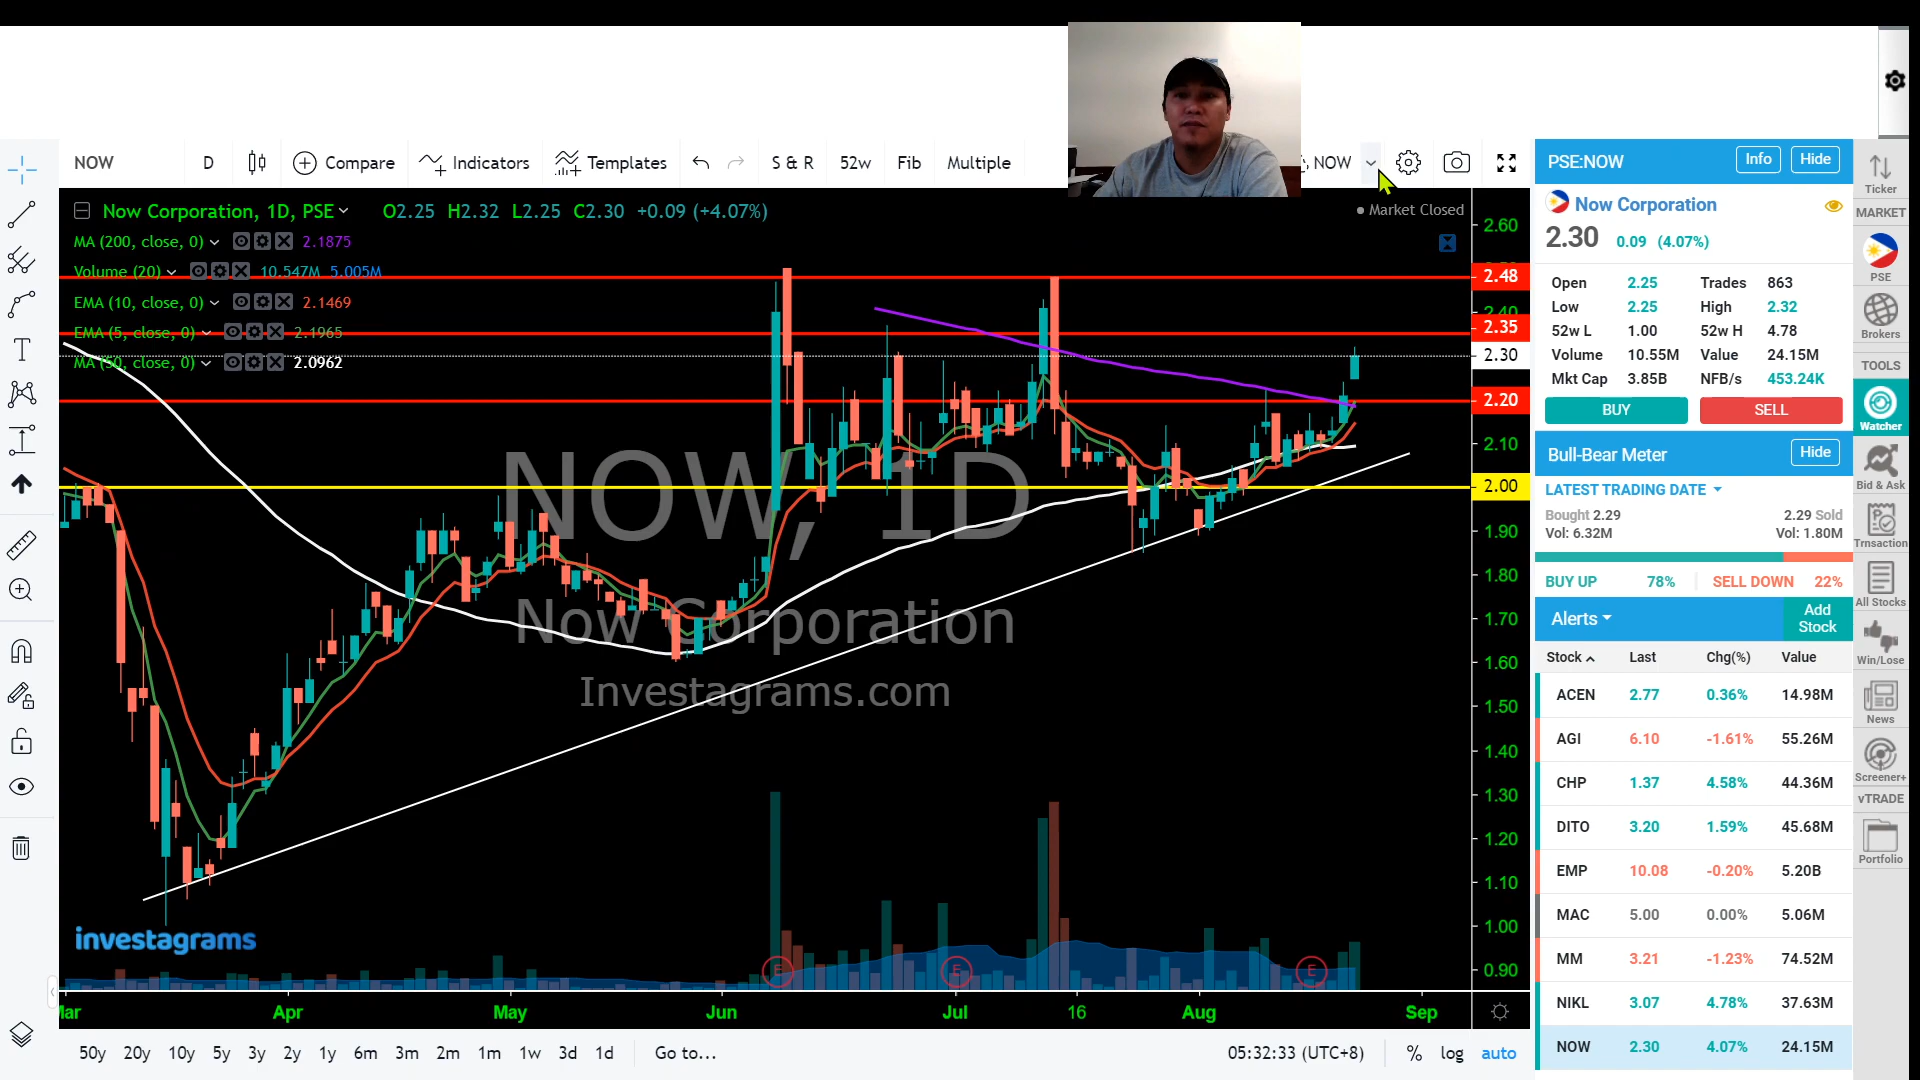 NOW
D
Compare
Indicators
Templates
S & R
52w
Fib
Multiple
NOW
Now Corporation, 1D, PSE O2.25 H2.32 L2.25 C2.30 +0.09 (+4.07%)
Market Closed
MA (200, close, 0) 2.1875
Volume (20) 10.547M 5.005M
EMA (10, close, 0) 2.1469
EMA (5, close, 0) 2.1965
MA (50, close, 0) 2.0962
NOW, 1D
Now Corporation
Investagrams.com
investagrams
E
E
E
2.60
2.48
2.40
2.35
2.30
2.20
2.10
2.00
1.90
1.80
1.70
1.60
1.50
1.40
1.30
1.20
1.10
1.00
0.90
Mar
Apr
May
Jun
Jul
16
Aug
Sep
50y 20y 10y 5y 3y 2y 1y 6m 3m 2m 1m 1w 3d 1d Go to...
05:32:33 (UTC+8) % log auto
PSE:NOW
Info
Hide
Now Corporation
2.30 0.09 (4.07%)
Open 2.25 Trades 863
Low 2.25 High 2.32
52w L 1.00 52w H 4.78
Volume 10.55M Value 24.15M
Mkt Cap 3.85B NFB/s 453.24K
BUY
SELL
Bull-Bear Meter
Hide
LATEST TRADING DATE
Bought 2.29 2.29 Sold
Vol: 6.32M Vol: 1.80M
BUY UP 78% SELL DOWN 22%
Alerts
Add
Stock
Stock Last Chg(%) Value
ACEN 2.77 0.36% 14.98M
AGI 6.10 -1.61% 55.26M
CHP 1.37 4.58% 44.36M
DITO 3.20 1.59% 45.68M
EMP 10.08 -0.20% 5.20B
MAC 5.00 0.00% 5.06M
MM 3.21 -1.23% 74.52M
NIKL 3.07 4.78% 37.63M
NOW 2.30 4.07% 24.15M
Ticker
MARKET
PSE
Brokers
TOOLS
Watcher
Bid & Ask
Trnsaction
All Stocks
Win/Lose
News
Screener+
vTRADE
Portfolio